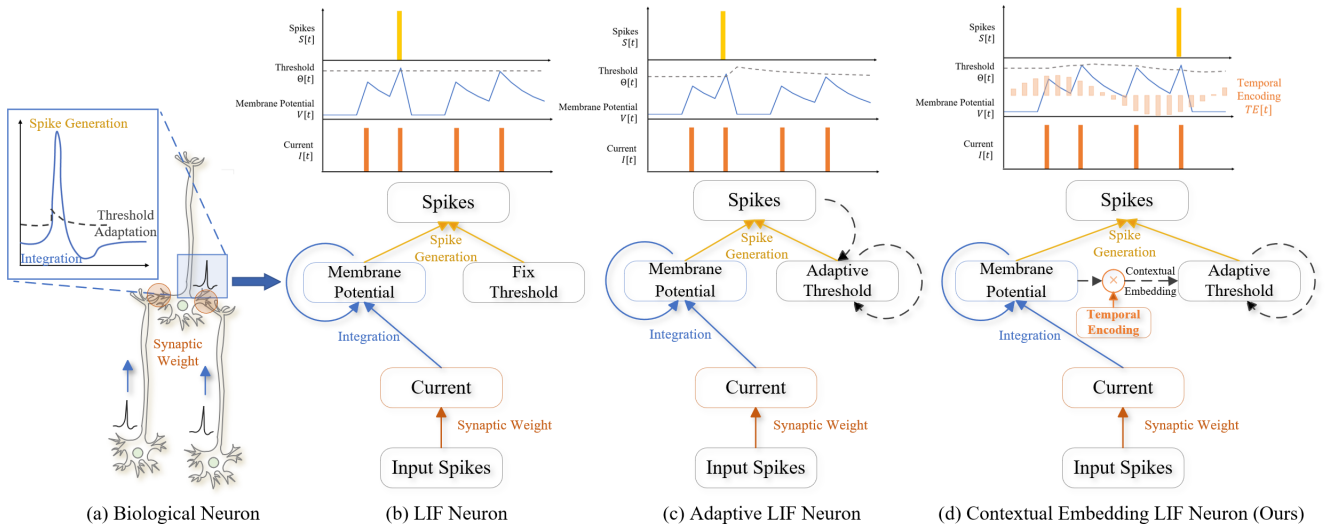 Spike Generation
Threshold
Adaptation
Integration
Synaptic
Weight
(a) Biological Neuron
Spikes
S[t]
Threshold
Θ[t]
Membrane Potential
V[t]
Current
I[t]
Spikes
Spike
Generation
Membrane
Potential
Fix
Threshold
Integration
Current
Synaptic Weight
Input Spikes
(b) LIF Neuron
Spikes
S[t]
Threshold
Θ[t]
Membrane Potential
V[t]
Current
I[t]
Spikes
Spike
Generation
Membrane
Potential
Adaptive
Threshold
Integration
Current
Synaptic Weight
Input Spikes
(c) Adaptive LIF Neuron
Spikes
S[t]
Threshold
Θ[t]
Membrane Potential
V[t]
Temporal
Encoding
TE[t]
Current
I[t]
Spikes
Spike
Generation
Membrane
Potential
×
Contextual
Embedding
Adaptive
Threshold
Temporal
Encoding
Integration
Current
Synaptic Weight
Input Spikes
(d) Contextual Embedding LIF Neuron (Ours)